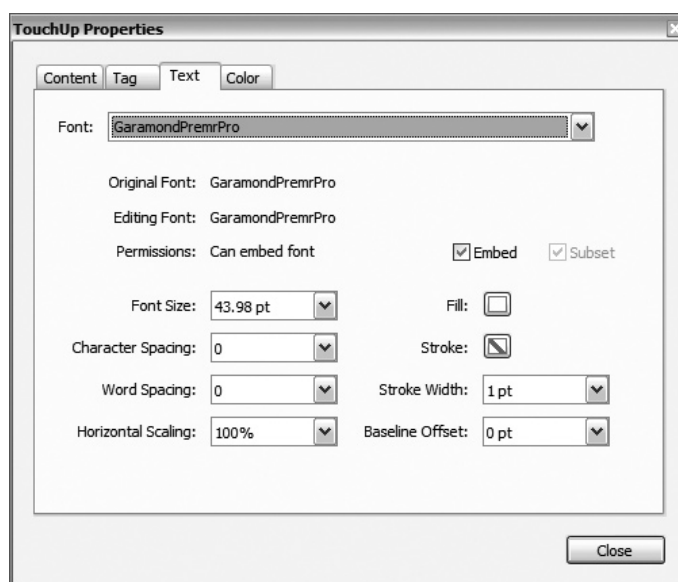 TouchUp Properties
Content Tag Text Color
Font: GaramondPremrPro
Original Font: GaramondPremrPro
Editing Font: GaramondPremrPro
Permissions: Can embed font Embed Subset
Font Size: 43.98 pt Fill:
Character Spacing: 0 Stroke:
Word Spacing: 0 Stroke Width: 1 pt
Horizontal Scaling: 100% Baseline Offset: 0 pt
Close